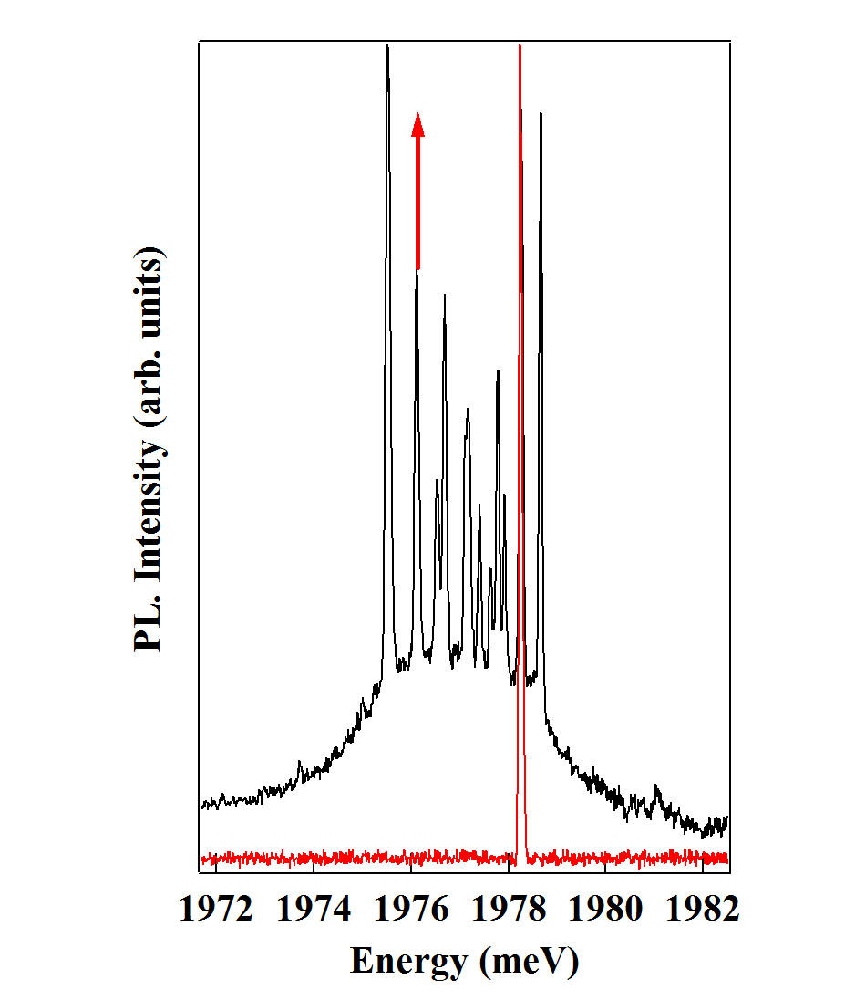 PL. Intensity (arb. units)
1972 1974 1976 1978 1980 1982
Energy (meV)